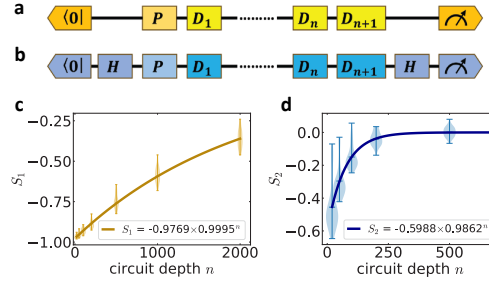 a
⟨0| P D₁ Dₙ Dₙ₊₁
b
⟨0| H P D₁ Dₙ Dₙ₊₁ H
c
S₁
−0.25
−0.50
−0.75
−1.00
0 1000 2000
circuit depth n
S₁ = -0.9769×0.9995ⁿ
d
S₂
0.0
−0.2
−0.4
−0.6
0 250 500
circuit depth n
S₂ = -0.5988×0.9862ⁿ